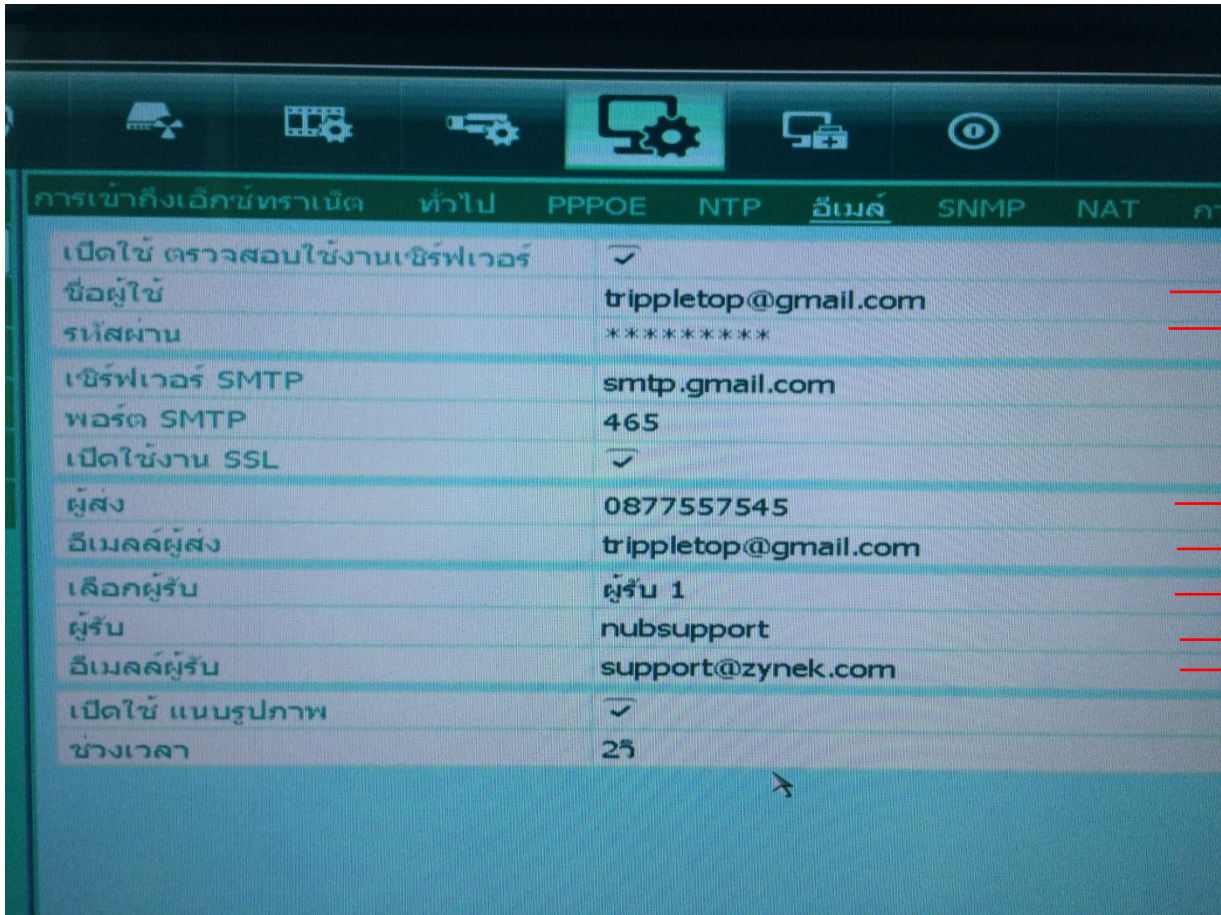 การเข้าถึงเอ็กซ์ทราเน็ต ทั่วไป PPPOE NTP อีเมล์ SNMP NAT
เปิดใช้ ตรวจสอบใช้งานเซิร์ฟเวอร์
ชื่อผู้ใช้ trippletop@gmail.com
รหัสผ่าน *********
เซิร์ฟเวอร์ SMTP smtp.gmail.com
พอร์ต SMTP 465
เปิดใช้งาน SSL
ผู้ส่ง 0877557545
อีเมลล์ผู้ส่ง trippletop@gmail.com
เลือกผู้รับ ผู้รับ 1
ผู้รับ nubsupport
อีเมลล์ผู้รับ support@zynek.com
เปิดใช้ แนบรูปภาพ
ช่วงเวลา 2วิ